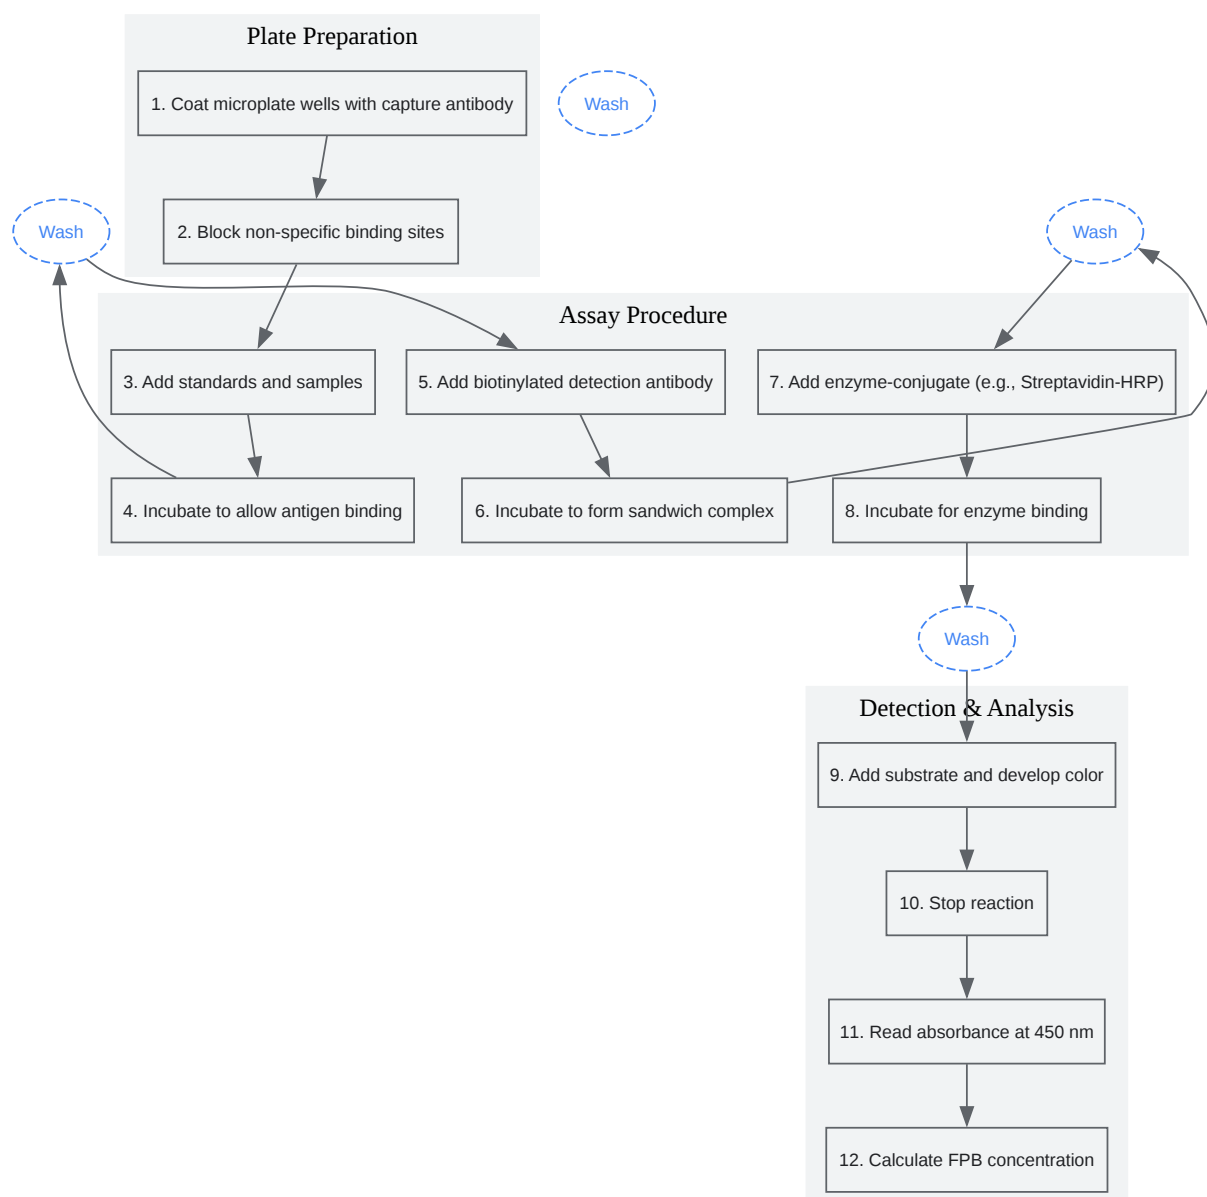 Plate Preparation
1. Coat microplate wells with capture antibody
Wash
2. Block non-specific binding sites
Wash
Wash
Assay Procedure
3. Add standards and samples
5. Add biotinylated detection antibody
7. Add enzyme-conjugate (e.g., Streptavidin-HRP)
4. Incubate to allow antigen binding
6. Incubate to form sandwich complex
8. Incubate for enzyme binding
Wash
Detection & Analysis
9. Add substrate and develop color
10. Stop reaction
11. Read absorbance at 450 nm
12. Calculate FPB concentration